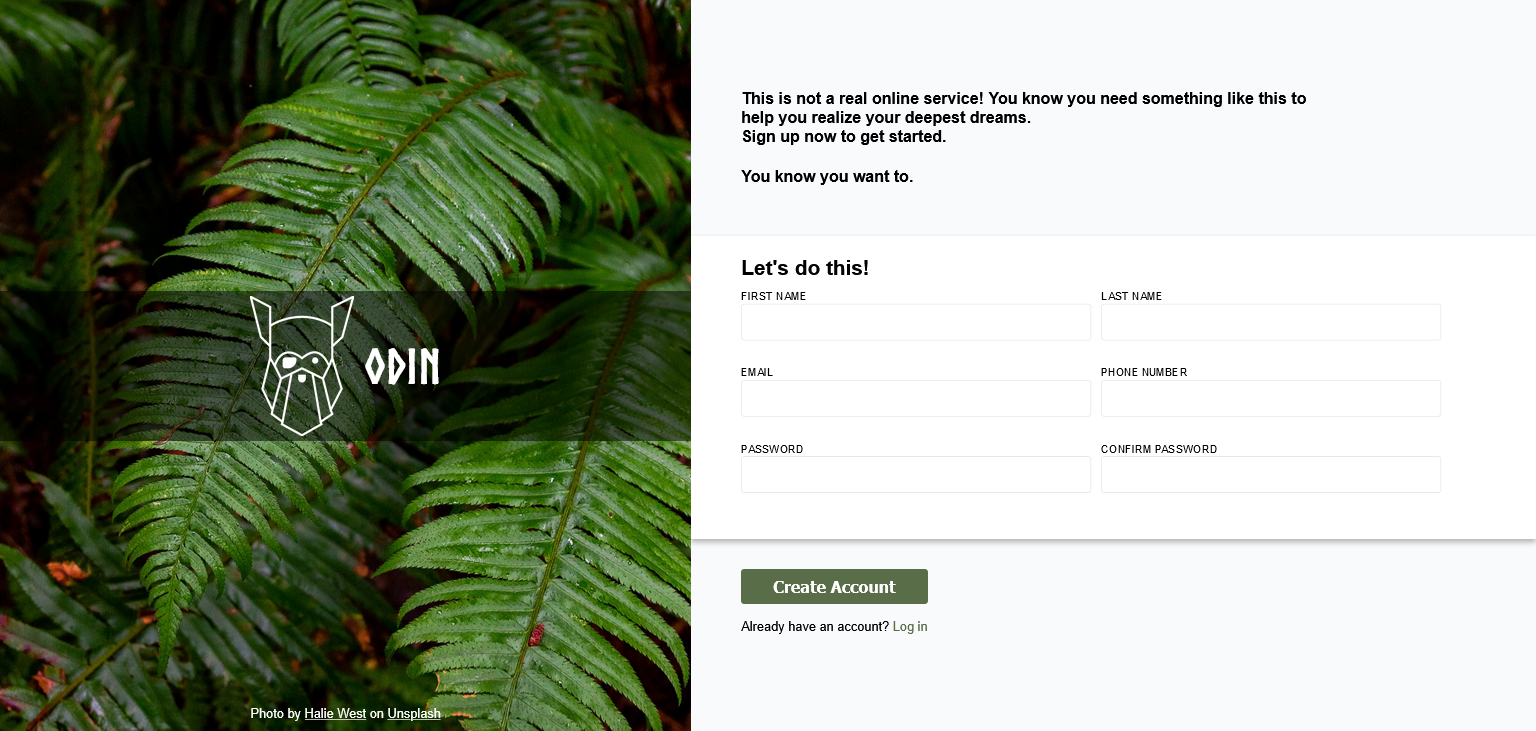 ODIN
Photo by Halie West on Unsplash
This is not a real online service! You know you need something like this to
help you realize your deepest dreams.
Sign up now to get started.
You know you want to.
Let's do this!
FIRST NAME
LAST NAME
EMAIL
PHONE NUMBER
PASSWORD
CONFIRM PASSWORD
Create Account
Already have an account? Log in